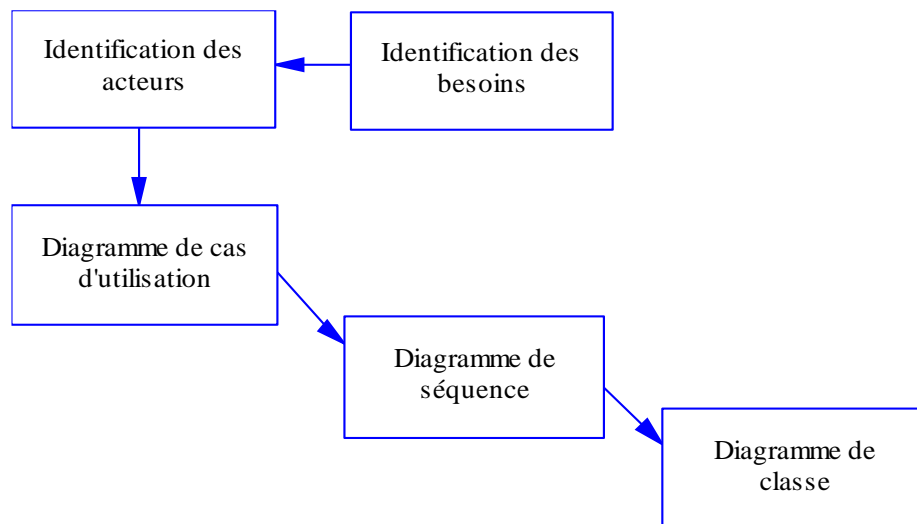 Identification des
acteurs
Identification des
besoins
Diagramme de cas
d'utilisation
Diagramme de
séquence
Diagramme de
classe